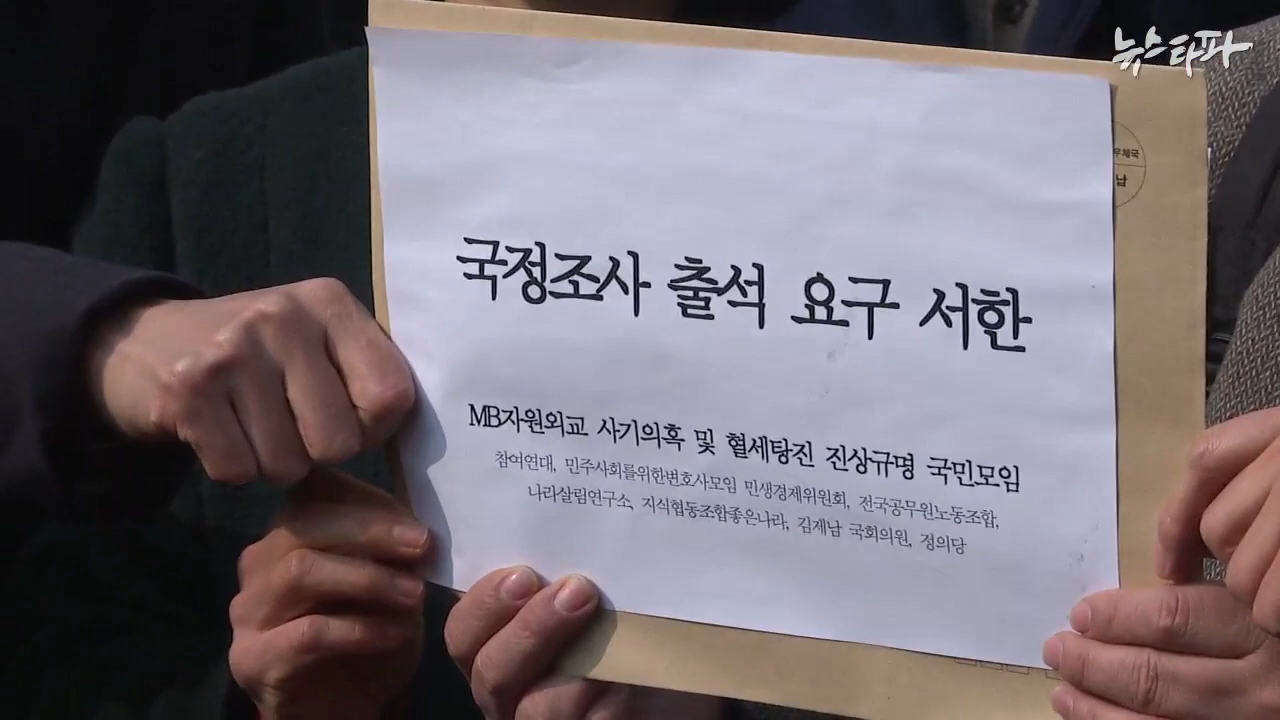 뉴스타파
우체국
납
국정조사 출석 요구 서한
MB자원외교 사기의혹 및 혈세탕진 진상규명 국민모임
참여연대, 민주사회를위한변호사모임 민생경제위원회, 전국공무원노동조합,
나라살림연구소, 지식협동조합좋은나라, 김제남 국회의원, 정의당